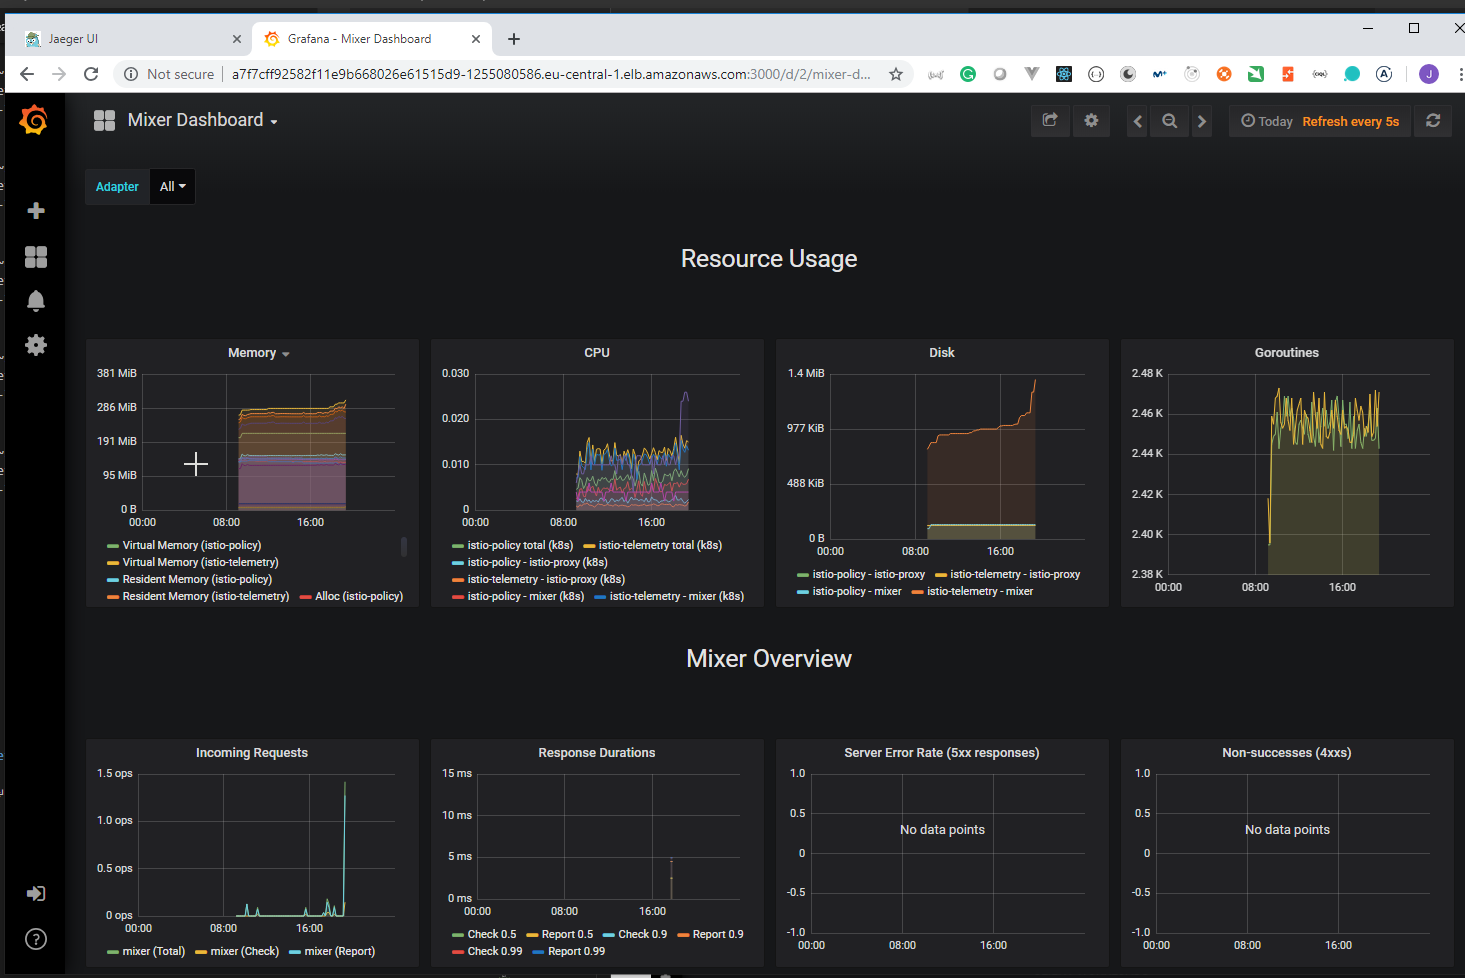 Jaeger UI
Grafana - Mixer Dashboard
Not secure a7f7cff92582f11e9b668026e61515d9-1255080586.eu-central-1.elb.amazonaws.com:3000/d/2/mixer-d...
Mixer Dashboard
Today Refresh every 5s
Adapter All
Resource Usage
Memory
381 MiB
286 MiB
191 MiB
95 MiB
0 B
00:00 08:00 16:00
Virtual Memory (istio-policy)
Virtual Memory (istio-telemetry)
Resident Memory (istio-policy)
Resident Memory (istio-telemetry) Alloc (istio-policy)
CPU
0.030
0.020
0.010
0
00:00 08:00 16:00
istio-policy total (k8s) istio-telemetry total (k8s)
istio-policy - istio-proxy (k8s)
istio-telemetry - istio-proxy (k8s)
istio-policy - mixer (k8s) istio-telemetry - mixer (k8s)
Disk
1.4 MiB
977 KiB
488 KiB
0 B
00:00 08:00 16:00
istio-policy - istio-proxy istio-telemetry - istio-proxy
istio-policy - mixer istio-telemetry - mixer
Goroutines
2.48 K
2.46 K
2.44 K
2.42 K
2.40 K
2.38 K
00:00 08:00 16:00
Mixer Overview
Incoming Requests
1.5 ops
1.0 ops
0.5 ops
0 ops
00:00 08:00 16:00
mixer (Total) mixer (Check) mixer (Report)
Response Durations
15 ms
10 ms
5 ms
0 ms
00:00 08:00 16:00
Check 0.5 Report 0.5 Check 0.9 Report 0.9
Check 0.99 Report 0.99
Server Error Rate (5xx responses)
1.0
0.5
0
-0.5
-1.0
No data points
00:00 08:00 16:00
Non-successes (4xxs)
1.0
0.5
0
-0.5
-1.0
No data points
00:00 08:00 16:00